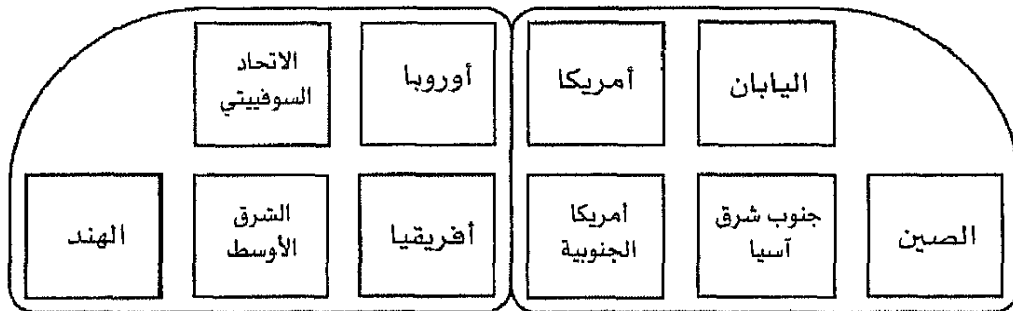 اليابان
أمريكا
أوروبا
الاتحاد
السوفييتي
الصين
جنوب شرق
آسيا
أمريكا
الجنوبية
أفريقيا
الشرق
الأوسط
الهند